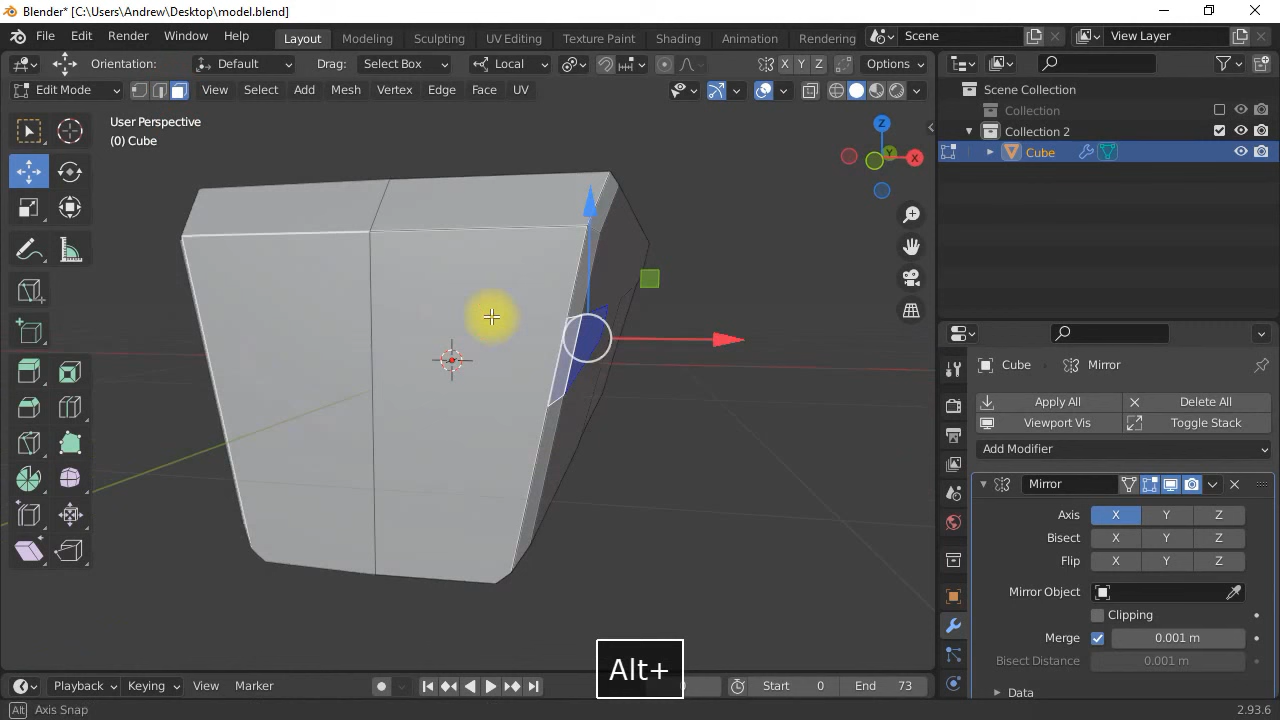 Blender* [C:\Users\Andrew\Desktop\model.blend]
File Edit Render Window Help Layout Modeling Sculpting UV Editing Texture Paint Shading Animation Rendering Scene View Layer
Orientation: Default Drag: Select Box Local X Y Z Options
Edit Mode View Select Add Mesh Vertex Edge Face UV
Scene Collection
Collection
Collection 2
Cube
User Perspective
(0) Cube
Z
Y
X
Cube Mirror
Apply All Delete All
Viewport Vis Toggle Stack
Add Modifier
Mirror
Axis X Y Z
Bisect X Y Z
Flip X Y Z
Mirror Object
Clipping
Merge 0.001 m
Bisect Distance 0.001 m
Data
Alt+
Playback Keying View Marker 0 Start 0 End 73
Alt Axis Snap 2.93.6